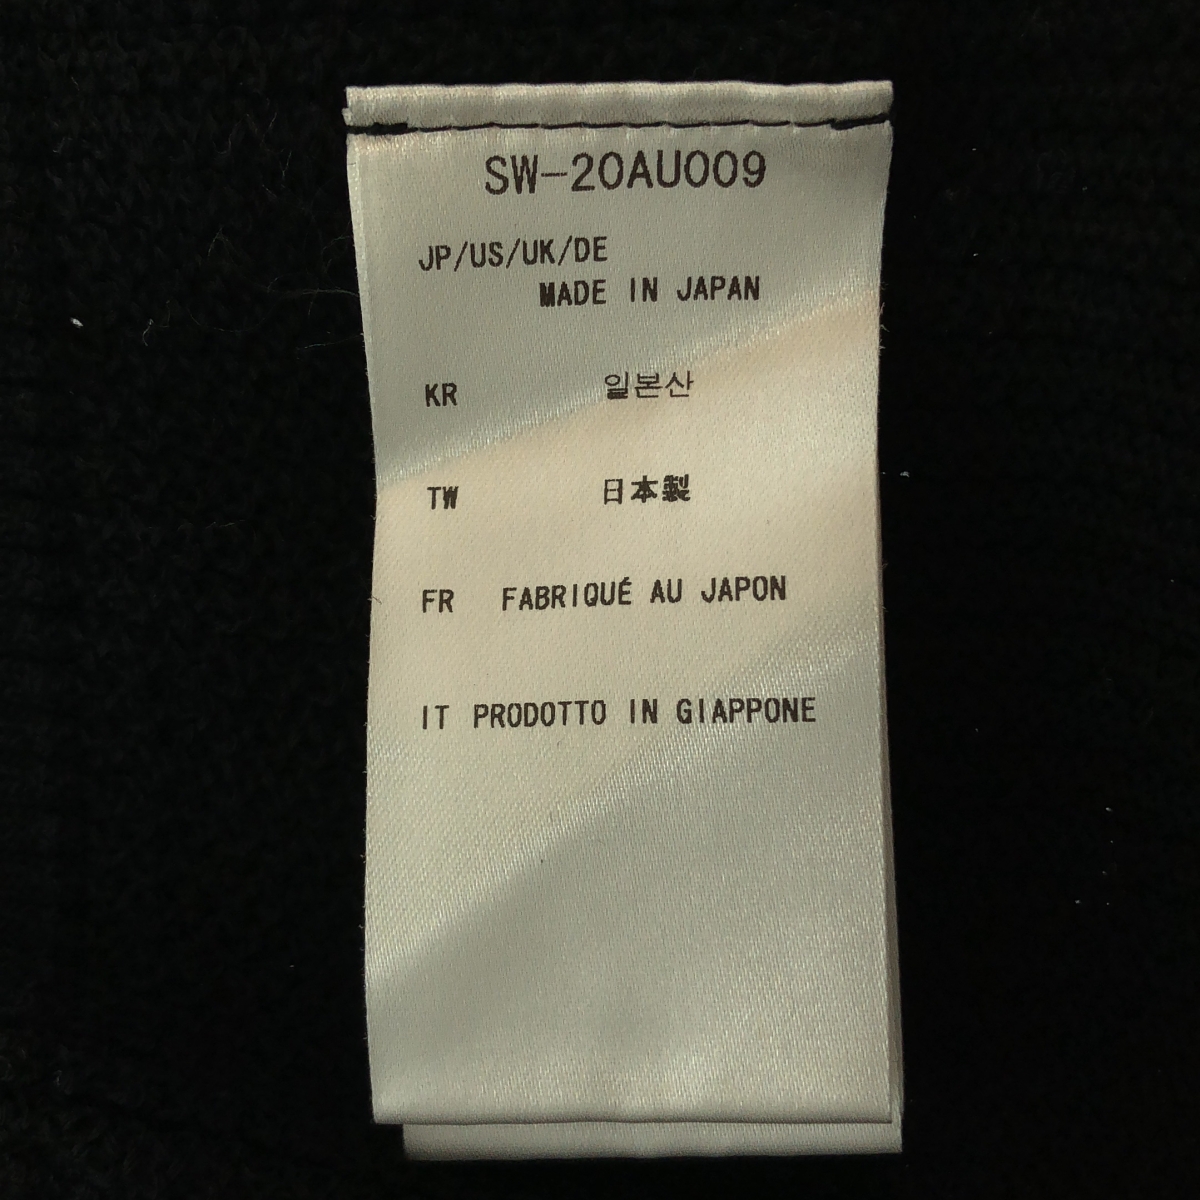 SW-20AU009
JP/US/UK/DE
MADE IN JAPAN
KR 일본산
TW 日本製
FR FABRIQUÉ AU JAPON
IT PRODOTTO IN GIAPPONE